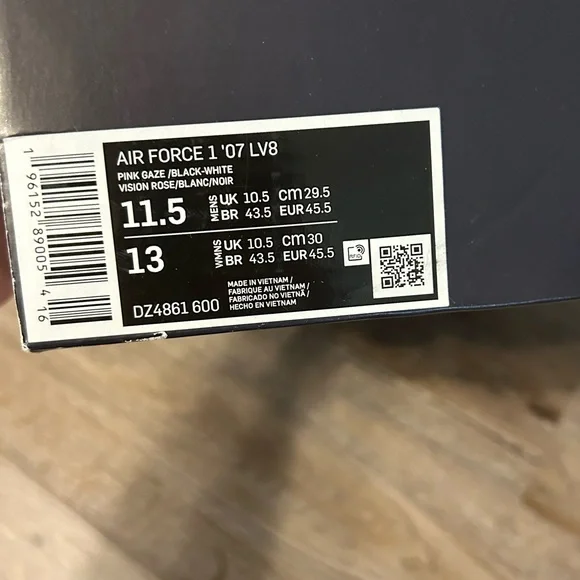 AIR FORCE 1 '07 LV8
PINK GAZE /BLACK-WHITE
VISION ROSE/BLANC/NOIR
11.5 MENS UK 10.5 CM 29.5
BR 43.5 EUR 45.5
13 WMNS UK 10.5 CM 30
BR 43.5 EUR 45.5
RFID
DZ4861 600
MADE IN VIETNAM /
FABRIQUE AU VIETNAM /
FABRICADO NO VIETNÃ /
HECHO EN VIETNAM
1 96152 89005 4 16